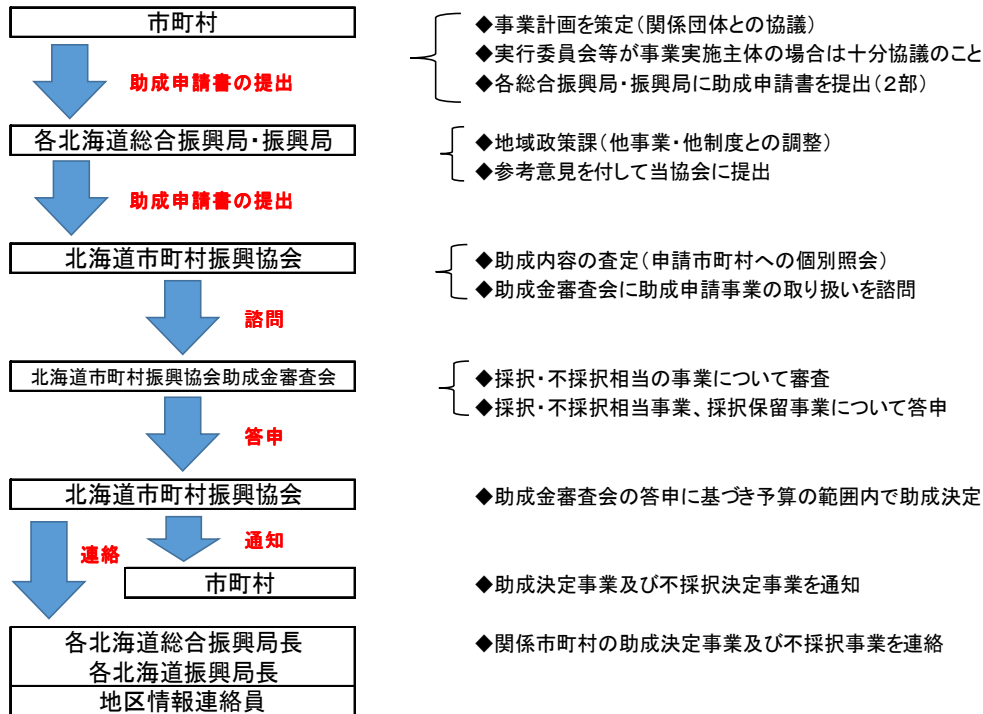 市町村
◆事業計画を策定(関係団体との協議)
◆実行委員会等が事業実施主体の場合は十分協議のこと
助成申請書の提出
◆各総合振興局・振興局に助成申請書を提出(2部)
各北海道総合振興局・振興局
◆地域政策課(他事業・他制度との調整)
◆参考意見を付して当協会に提出
助成申請書の提出
北海道市町村振興協会
◆助成内容の査定(申請市町村への個別照会)
◆助成金審査会に助成申請事業の取り扱いを諮問
諮問
北海道市町村振興協会助成金審査会
◆採択・不採択相当の事業について審査
◆採択・不採択相当事業、採択保留事業について答申
答申
北海道市町村振興協会
◆助成金審査会の答申に基づき予算の範囲内で助成決定
連絡
通知
市町村
◆助成決定事業及び不採択決定事業を通知
各北海道総合振興局長
◆関係市町村の助成決定事業及び不採択事業を連絡
各北海道振興局長
地区情報連絡員